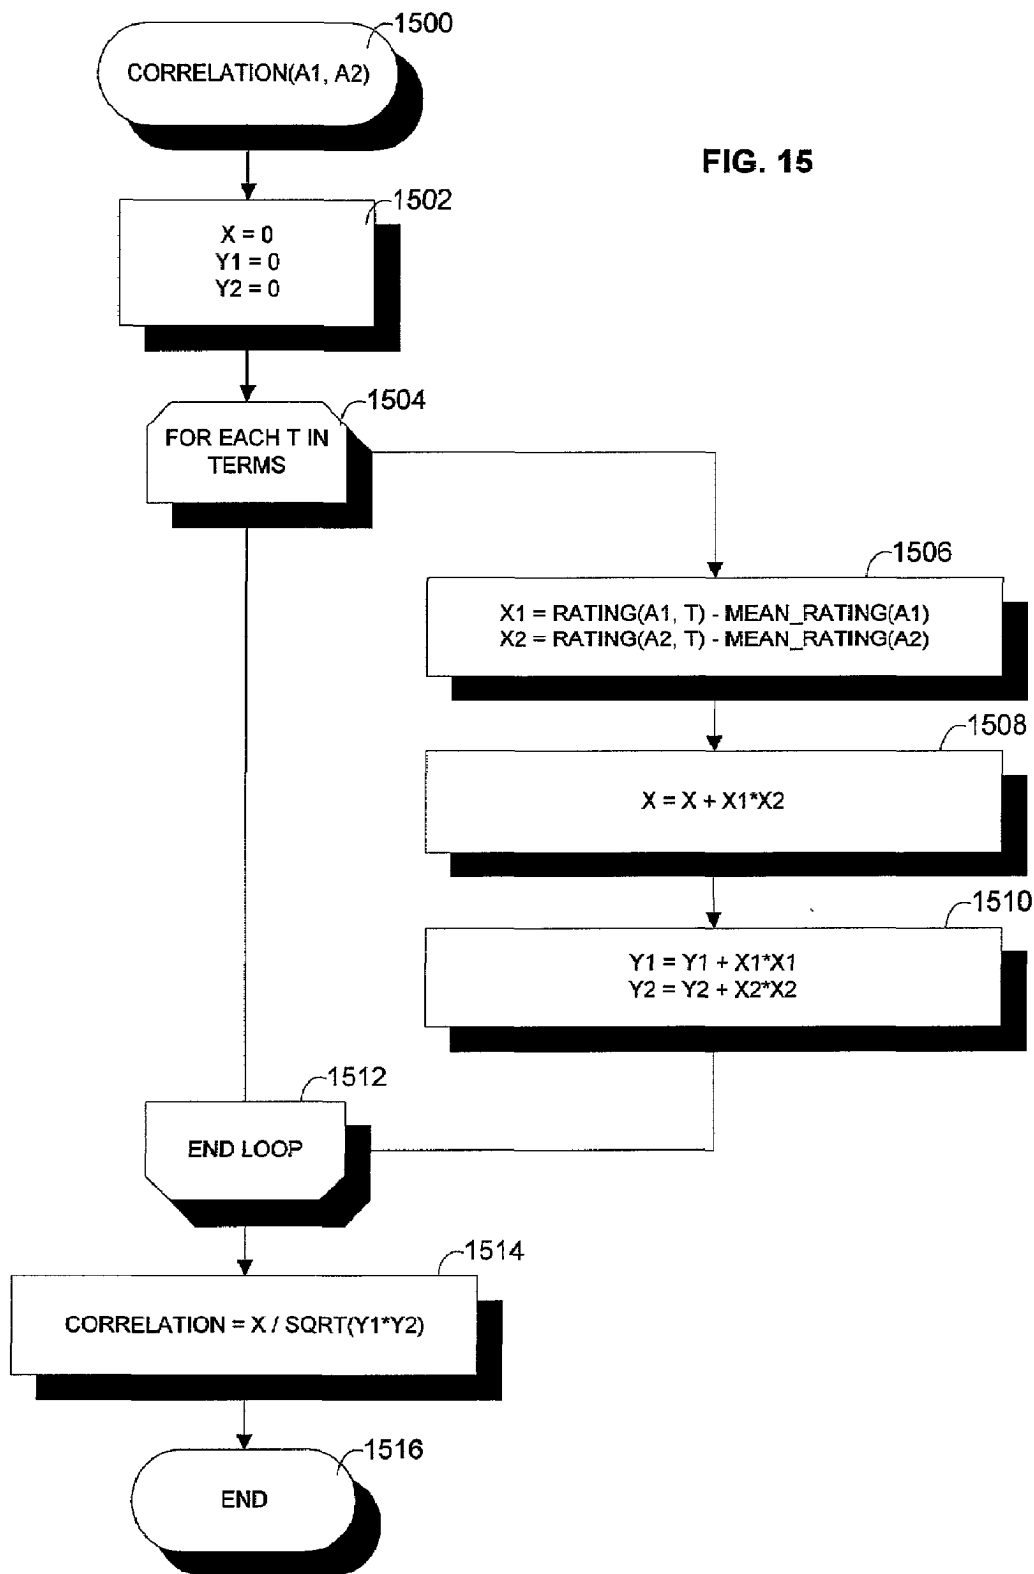 1500
CORRELATION(A1, A2)
FIG. 15
1502
X = 0
Y1 = 0
Y2 = 0
1504
FOR EACH T IN
TERMS
1506
X1 = RATING(A1, T) - MEAN_RATING(A1)
X2 = RATING(A2, T) - MEAN_RATING(A2)
1508
X = X + X1*X2
1510
Y1 = Y1 + X1*X1
Y2 = Y2 + X2*X2
1512
END LOOP
1514
CORRELATION = X / SQRT(Y1*Y2)
1516
END